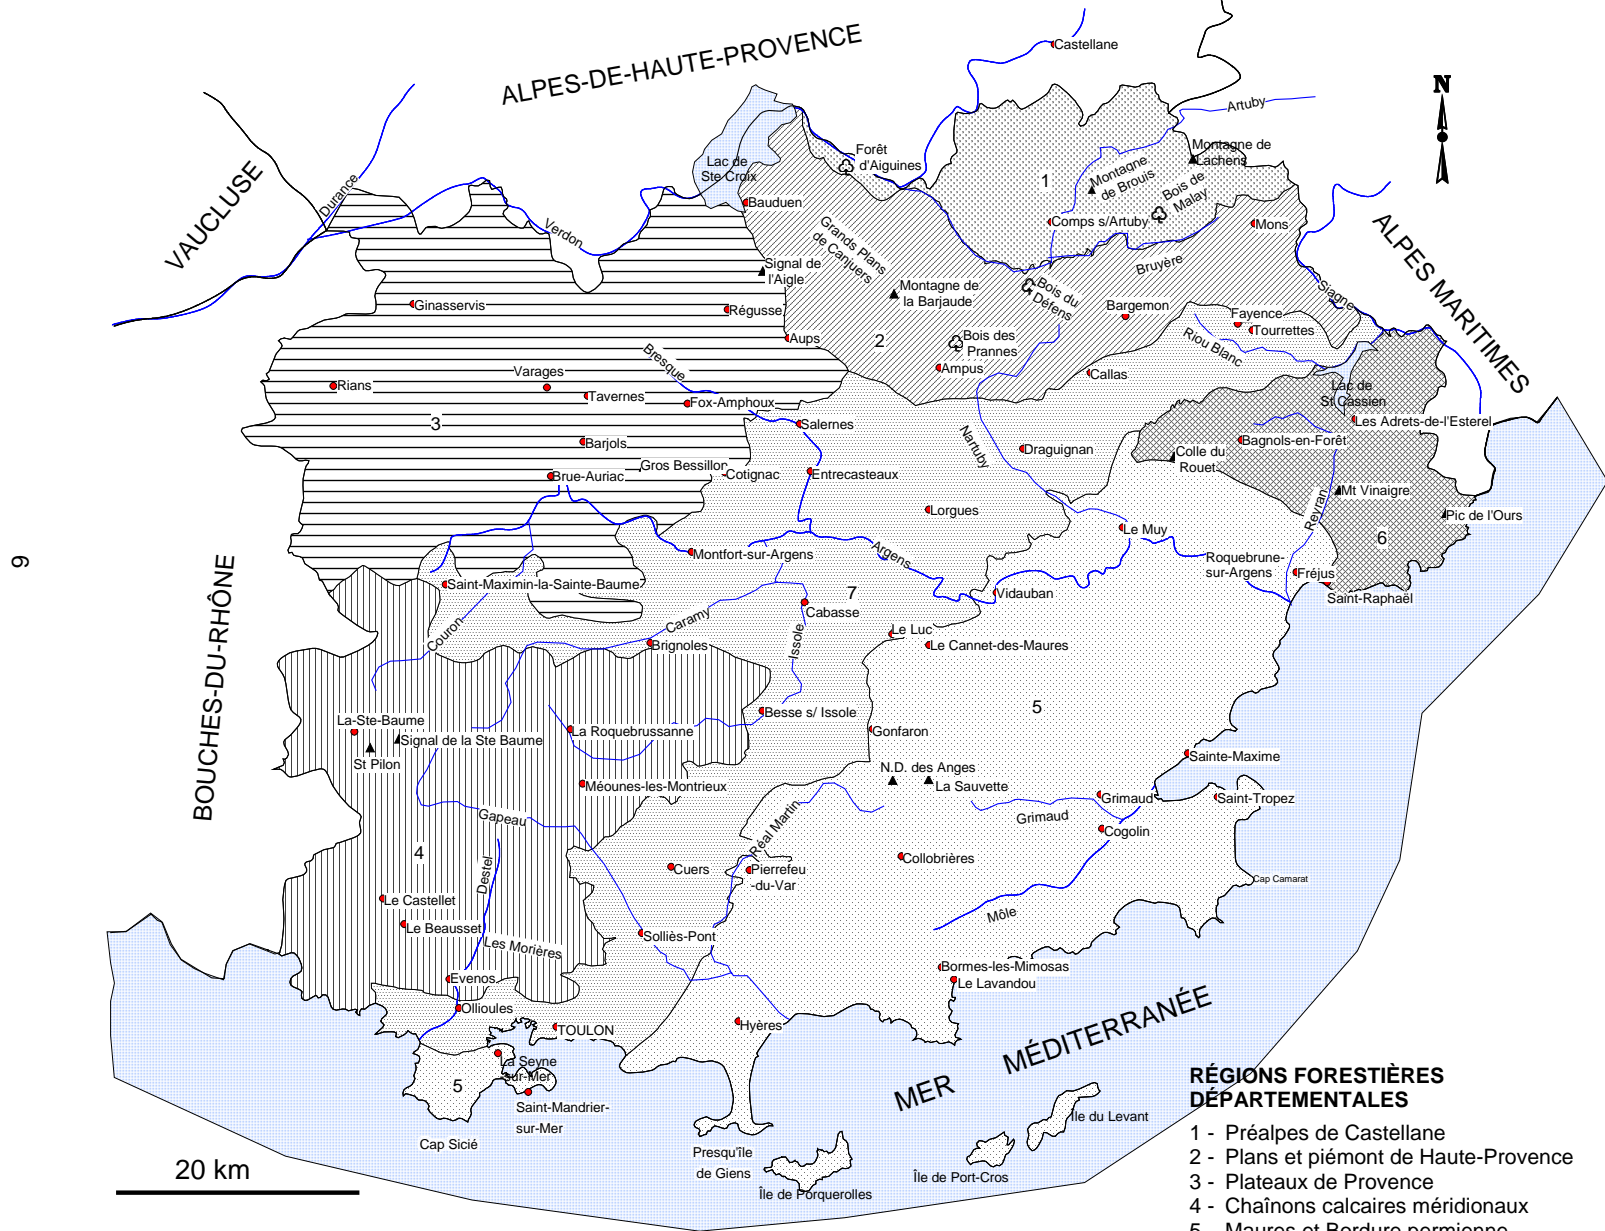 ALPES-DE-HAUTE-PROVENCE
Castellane
N
VAUCLUSE
Durance
Verdon
Lac de
Ste Croix
Forêt
d'Aiguines
Bauduen
Artuby
Montagne de
Lachens
Montagne
de Brouis
Bois de
Malay
1
Comps s/Artuby
Mons
ALPES MARITIMES
Grands Plans
de Canjuers
Signal de
l'Aigle
Montagne de
la Barjaude
Bois du
Défens
Bruyère
Siagne
Ginasservis
Régusse
Aups
2
Bois des
Prannes
Ampus
Bargemon
Fayence
Tourrettes
Riou Blanc
Callas
Lac de
St Cassien
Bresque
Rians
Varages
Tavernes
Fox-Amphoux
3
Salernes
Barjols
Nartuby
Draguignan
Les Adrets-de-l'Esterel
Bagnols-en-Forêt
Colle du
Rouet
Gros Bessillon
Cotignac
Brue-Auriac
Entrecasteaux
Mt Vinaigre
Lorgues
Reyran
Pic de l'Ours
Le Muy
6
9
Montfort-sur-Argens
Argens
Roquebrune-
sur-Argens
Fréjus
Saint-Raphaël
BOUCHES-DU-RHÔNE
Saint-Maximin-la-Sainte-Baume
7
Cabasse
Vidauban
Couron
Caramy
Issole
Brignoles
Le Luc
Le Cannet-des-Maures
La-Ste-Baume
Signal de la Ste Baume
St Pilon
La Roquebrussanne
Besse s/ Issole
Gonfaron
5
Sainte-Maxime
N.D. des Anges
La Sauvette
Méounes-les-Montrieux
Grimaud
Saint-Tropez
Gapeau
Réal Martin
Grimaud
Cogolin
4
Destel
Cuers
Pierrefeu
-du-Var
Collobrières
Cap Camarat
Le Castellet
Le Beausset
Les Morières
Solliès-Pont
Môle
Evenos
Bormes-les-Mimosas
Le Lavandou
Ollioules
TOULON
Hyères
MER MÉDITERRANÉE
La Seyne
-sur-Mer
5
Saint-Mandrier-
sur-Mer
Cap Sicié
Presqu'île
de Giens
Île de Porquerolles
Île de Port-Cros
Île du Levant
20 km
RÉGIONS FORESTIÈRES
DÉPARTEMENTALES
1 - Préalpes de Castellane
2 - Plans et piémont de Haute-Provence
3 - Plateaux de Provence
4 - Chaînons calcaires méridionaux
5 - Maures et Bordure permienne